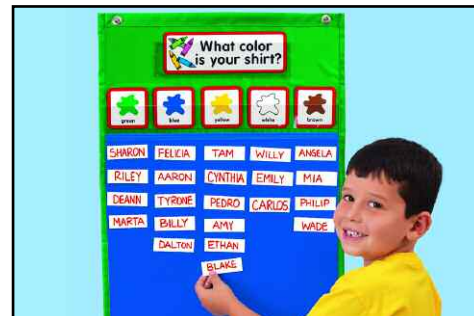 What color
is your shirt?
green blue yellow white brown
SHARON FELICIA TAM WILLY ANGELA
RILEY AARON CYNTHIA EMILY MIA
DEANN TYRONE PEDRO CARLOS PHILIP
MARTA BILLY AMY WADE
DALTON ETHAN
BLAKE